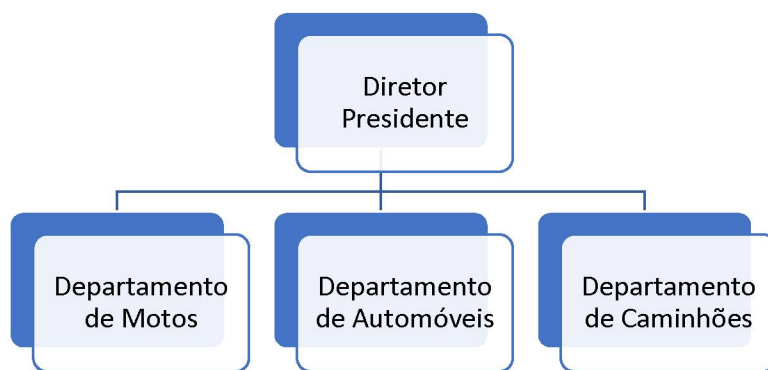 Diretor
Presidente
Departamento
de Motos
Departamento
de Automóveis
Departamento
de Caminhões